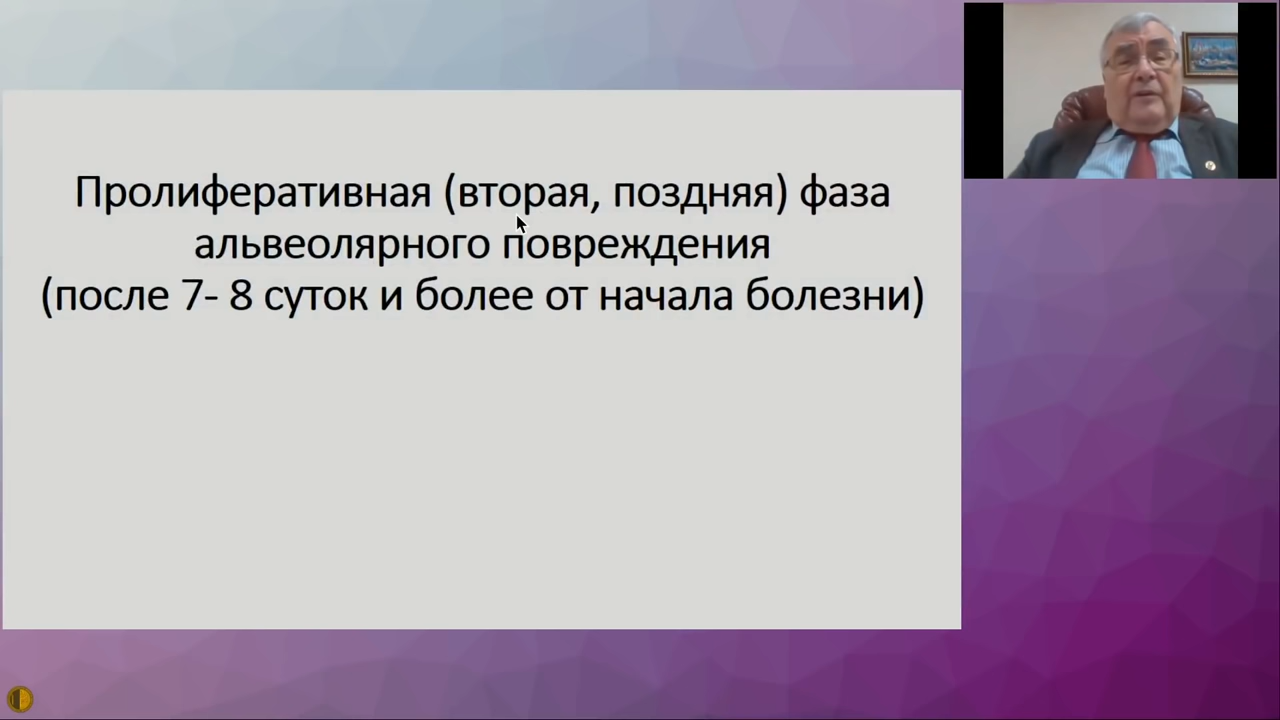 Пролиферативная (вторая, поздняя) фаза
альвеолярного повреждения
(после 7- 8 суток и более от начала болезни)